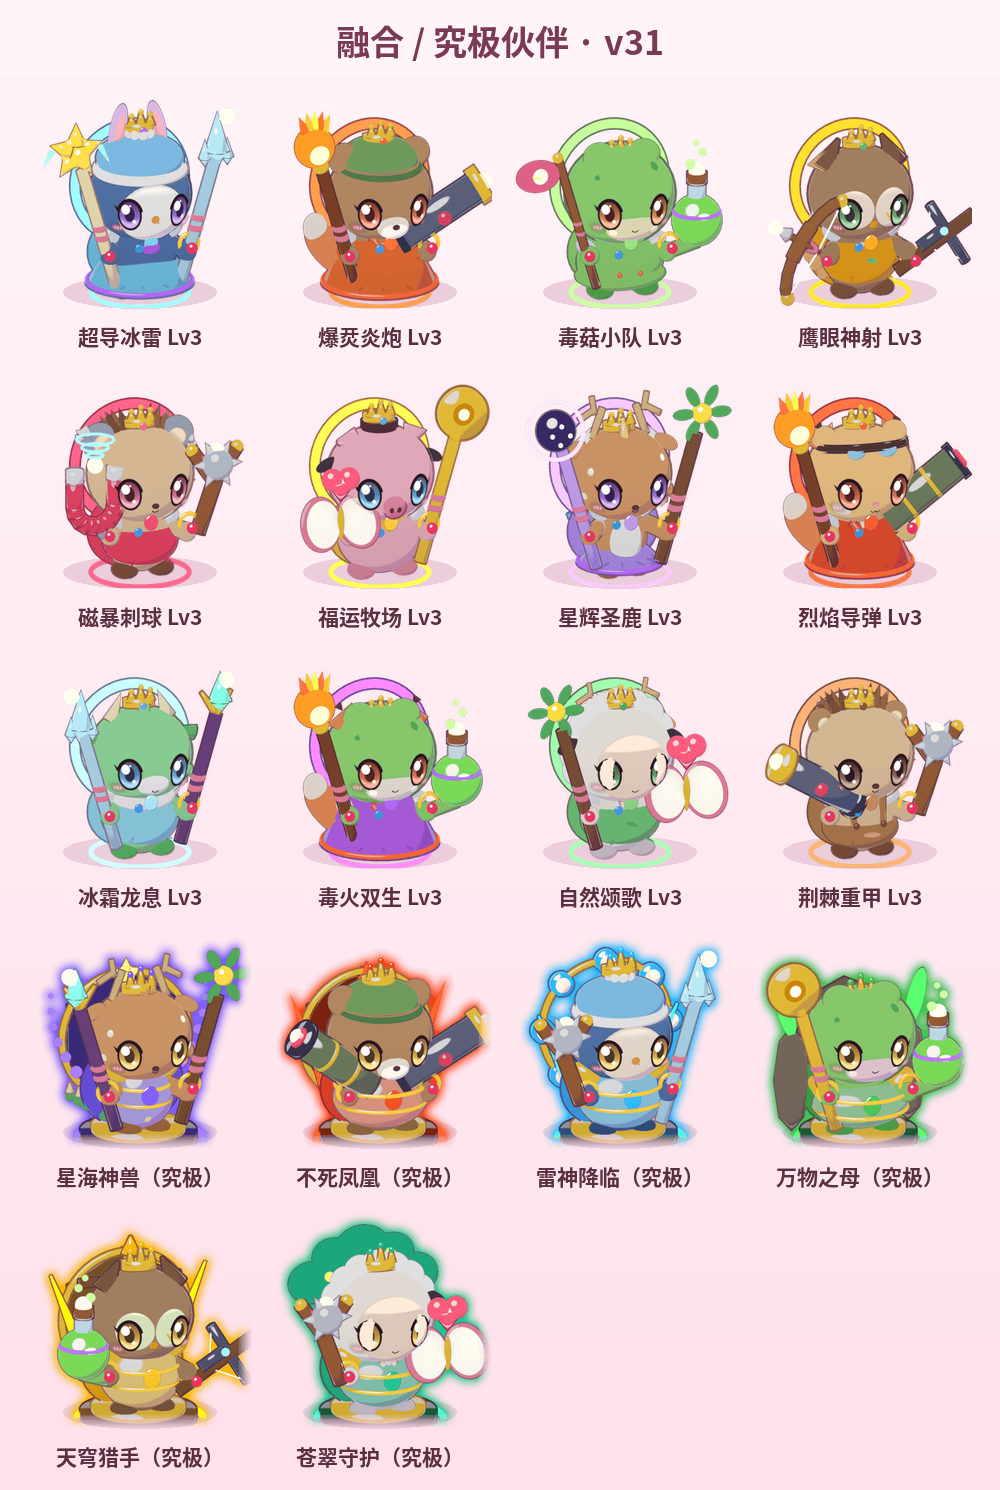 融合 / 究极伙伴 · v31
超导冰雷 Lv3
爆烎炎炮 Lv3
毒菇小队 Lv3
鹰眼神射 Lv3
磁暴刺球 Lv3
福运牧场 Lv3
星辉圣鹿 Lv3
烈焰导弹 Lv3
冰霜龙息 Lv3
毒火双生 Lv3
自然颂歌 Lv3
荆棘重甲 Lv3
星海神兽（究极）
不死凤凰（究极）
雷神降临（究极）
万物之母（究极）
天穹猎手（究极）
苍翠守护（究极）